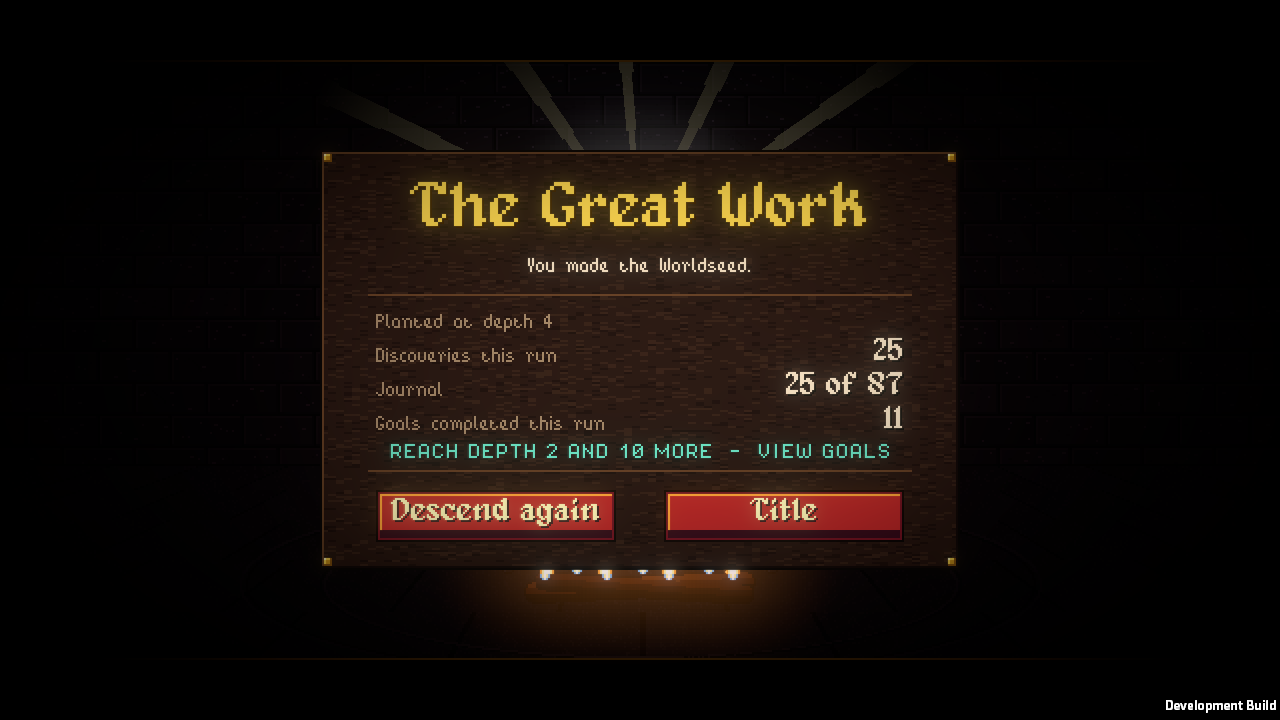 The Great Work
You made the Worldseed.
Planted at depth 4
Discoveries this run 25
Journal 25 of 87
Goals completed this run 11
REACH DEPTH 2 AND 10 MORE - VIEW GOALS
Descend again Title
Development Build